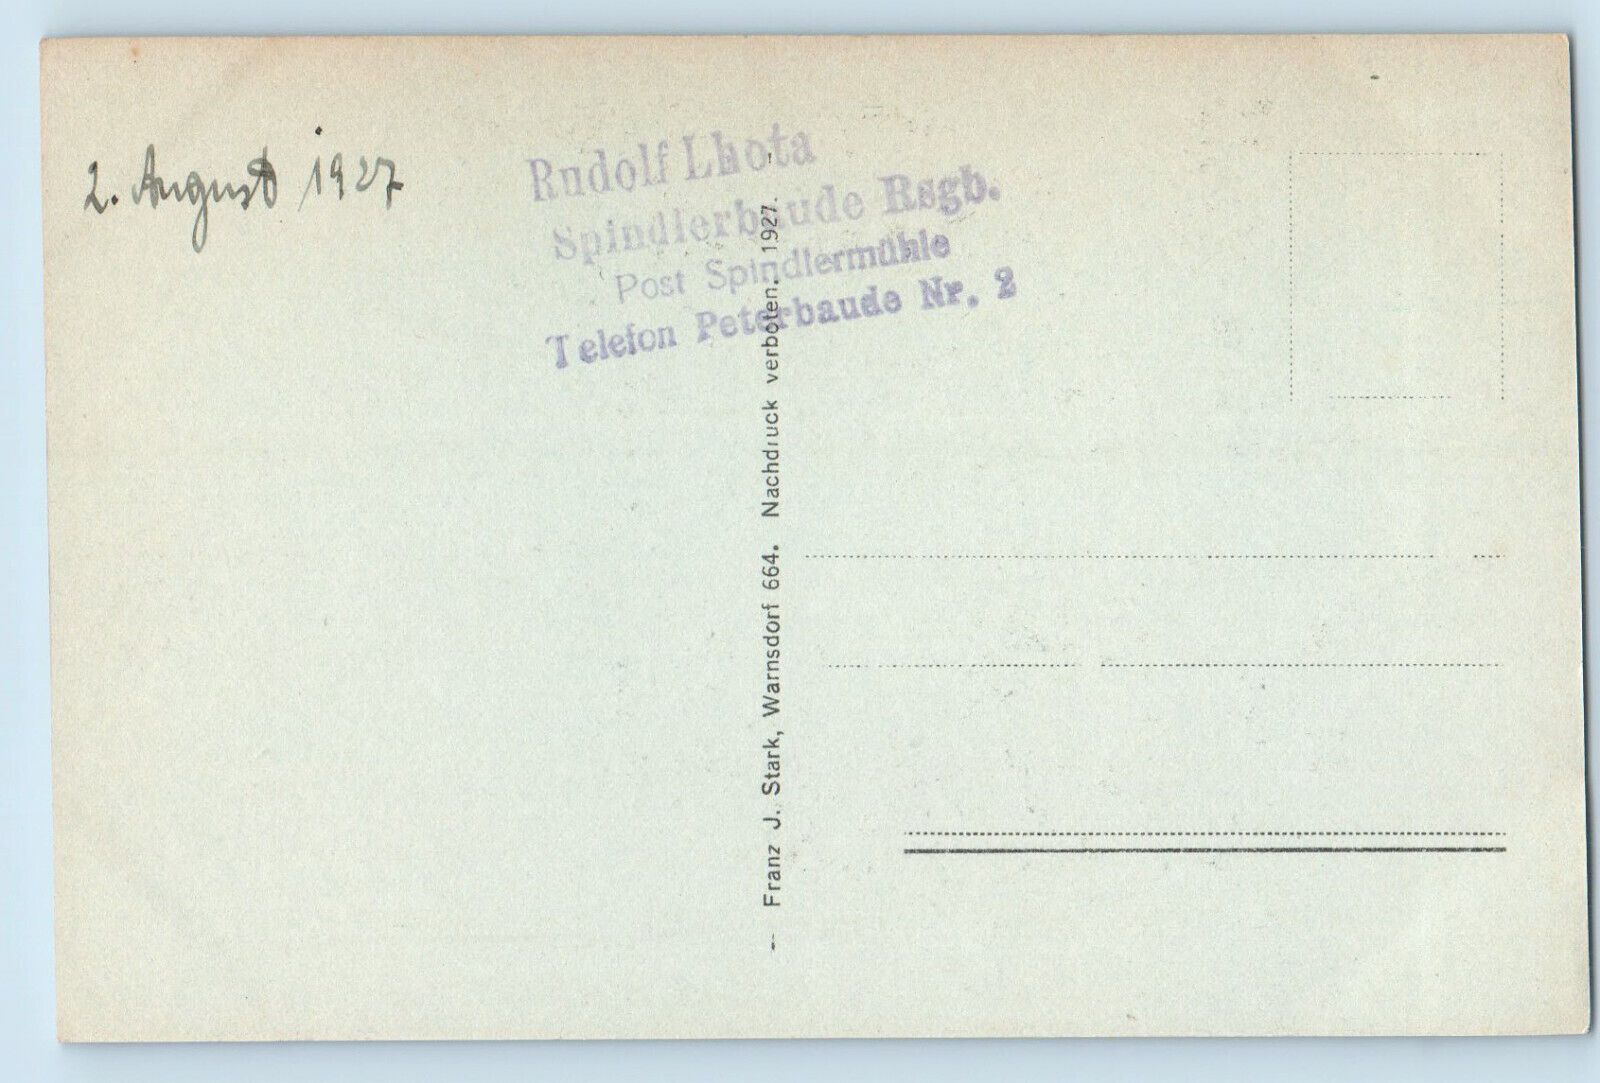 2. August 1927
Rudolf Lhota
Spindlerbaude Rsgb.
Post Spindlermühle
Telefon Peterbaude Nr. 2
Franz J. Stark, Warnsdorf 664. Nachdruck verboten. 1927.